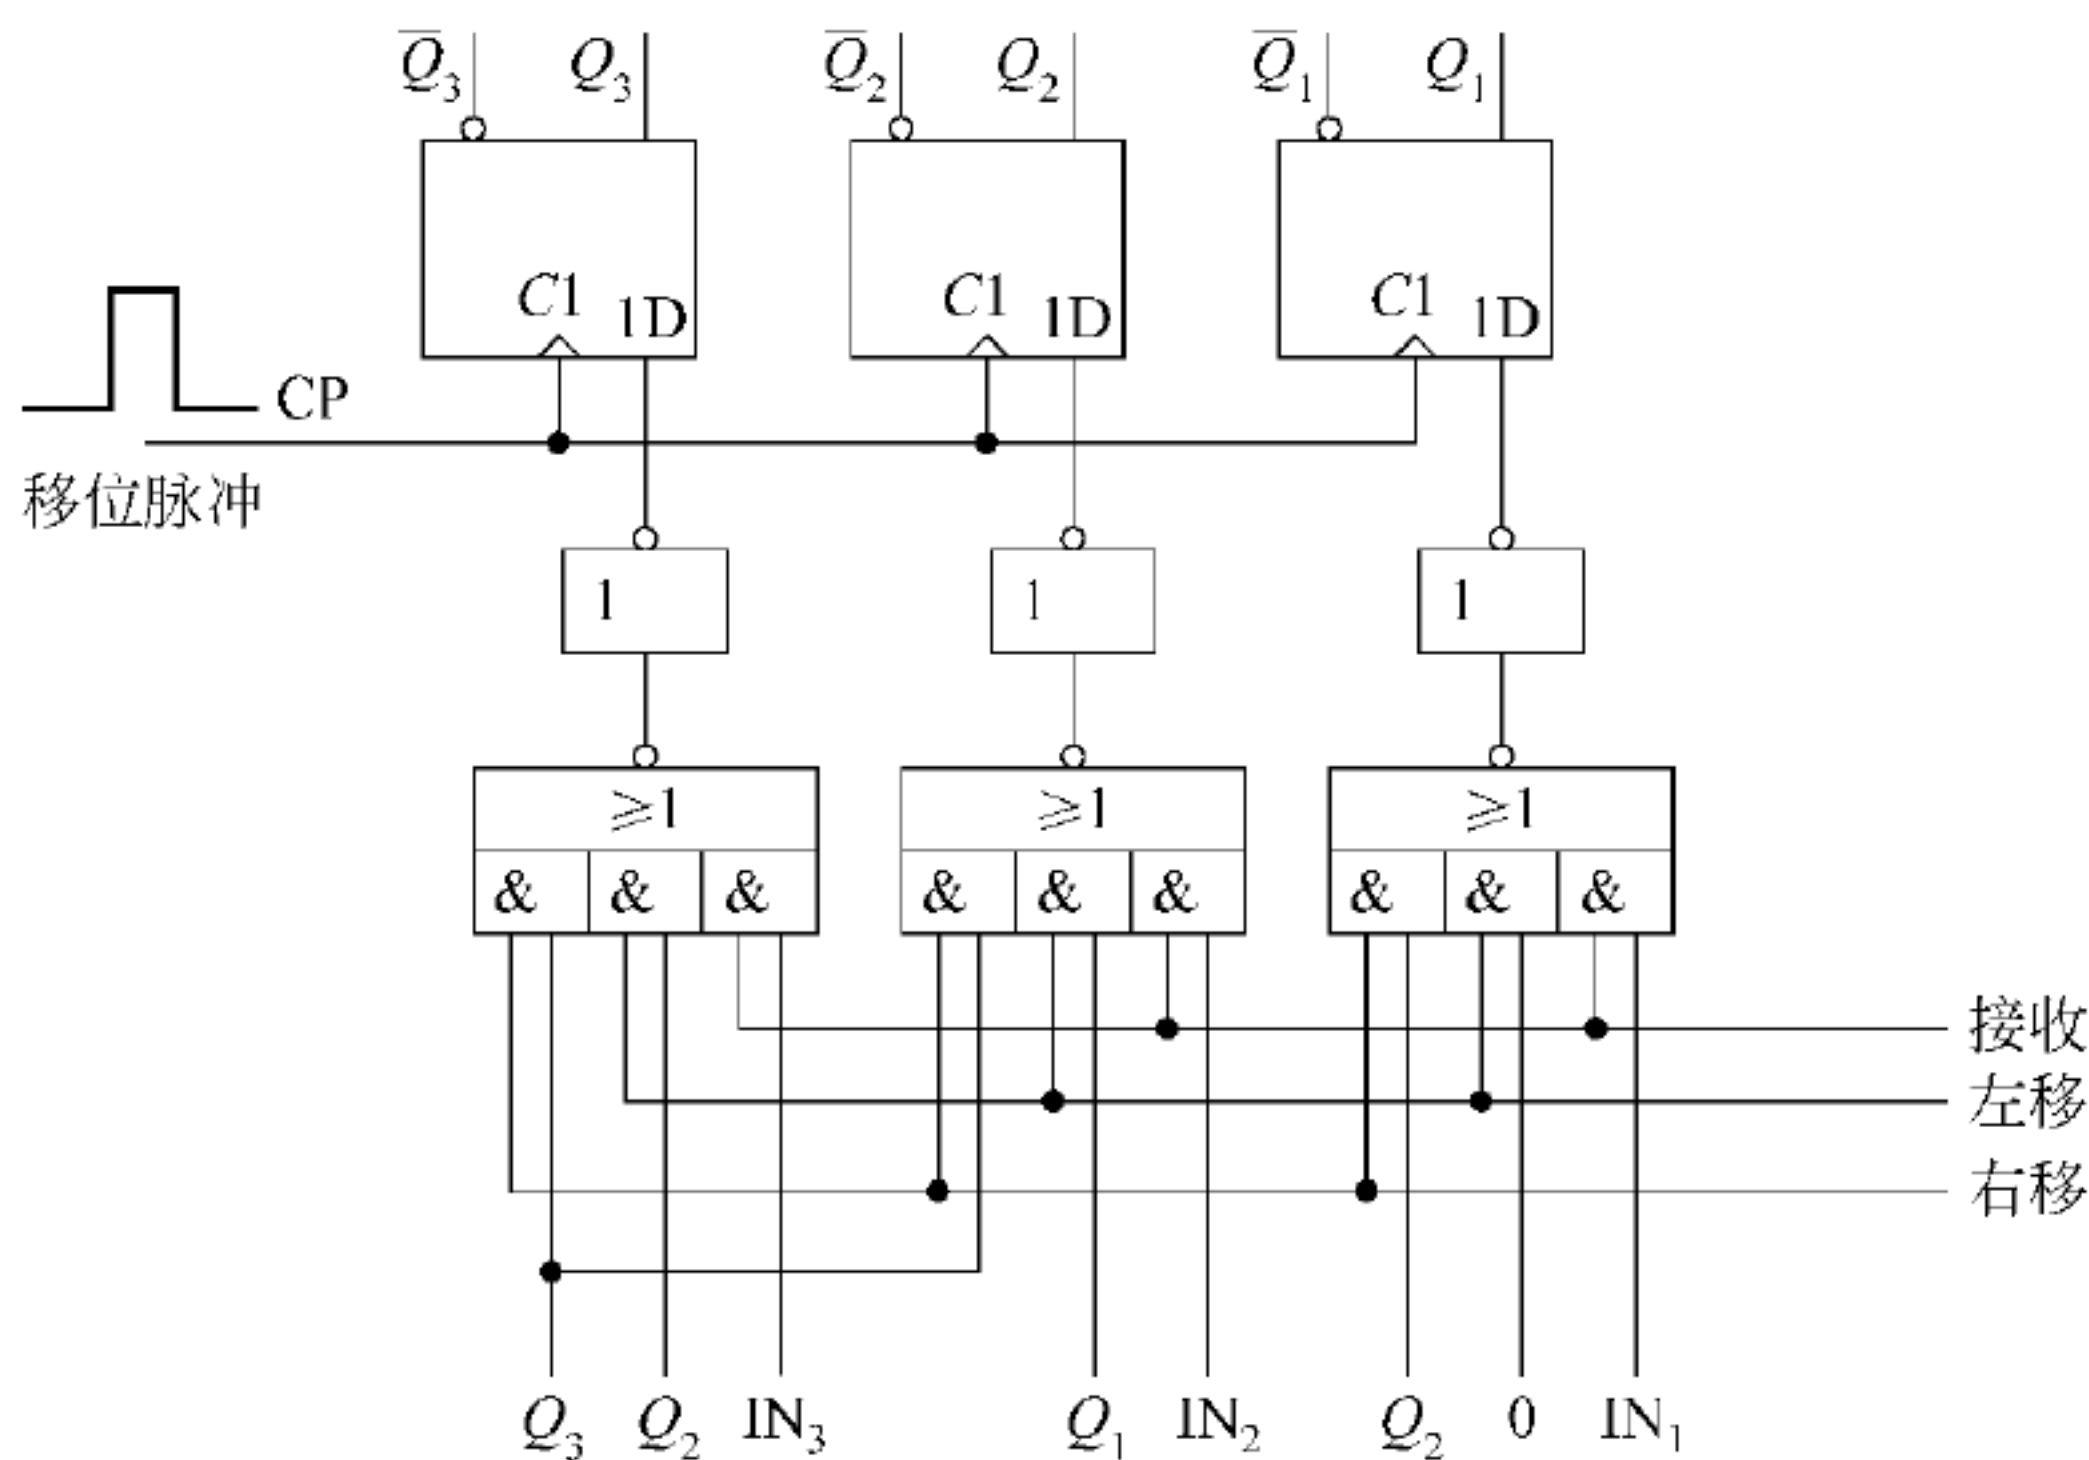 Q̅₃ Q₃ Q̅₂ Q₂ Q̅₁ Q₁
C1 1D C1 1D C1 1D
CP
移位脉冲
1 1 1
≥1 ≥1 ≥1
& & & & & & & & &
接收
左移
右移
Q₃ Q₂ IN₃ Q₁ IN₂ Q₂ 0 IN₁